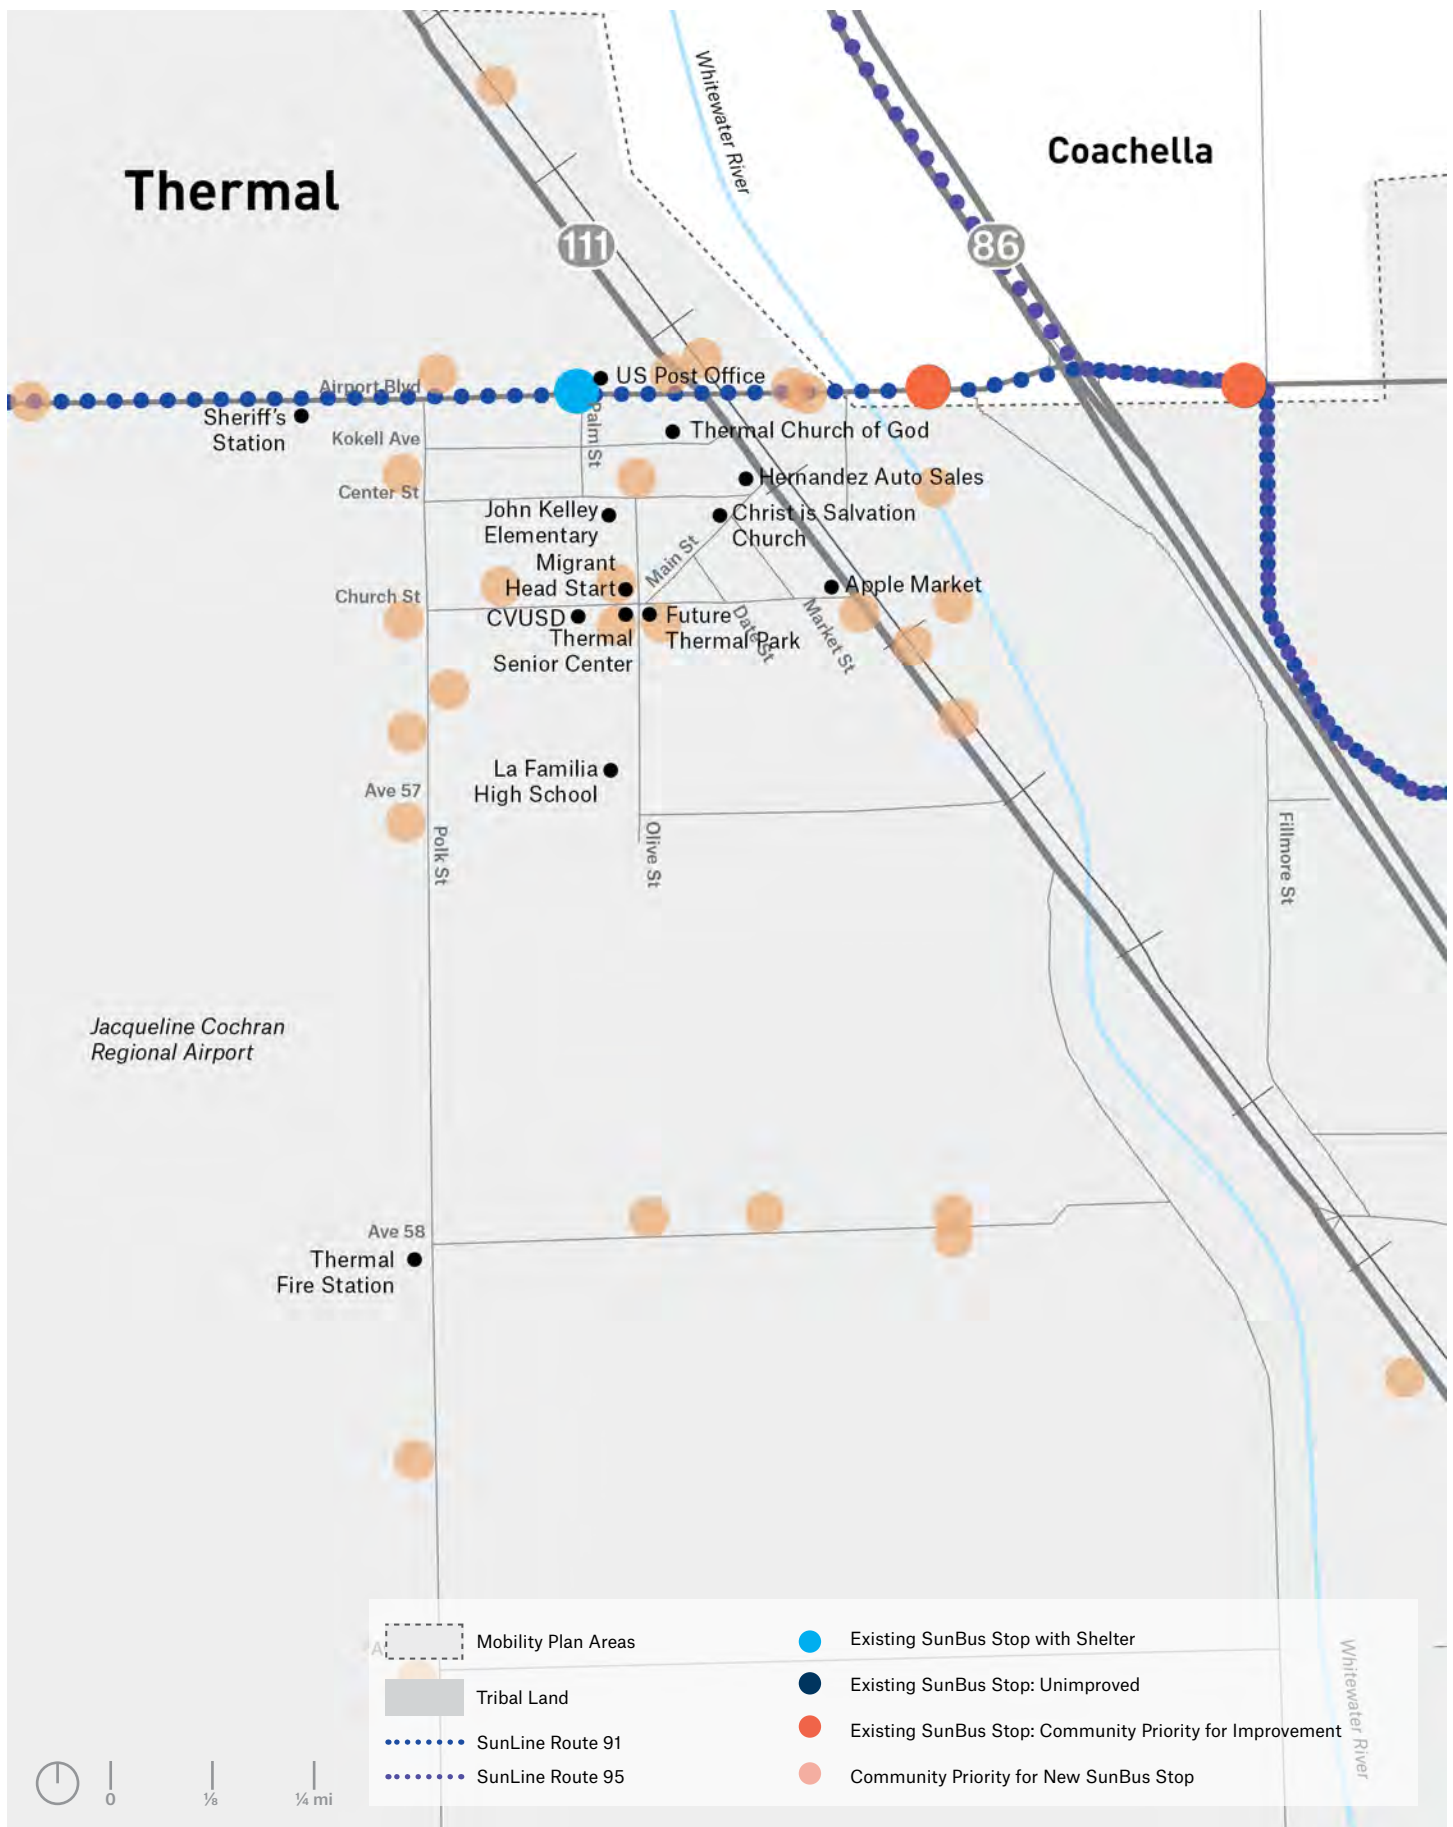 Whitewater River
Coachella
Thermal
111
86
US Post Office
Airport Blvd
Sheriff's
Station
Palm St
Thermal Church of God
Kokell Ave
Hernandez Auto Sales
Center St
John Kelley
Elementary
Christ is Salvation
Church
Migrant
Head Start
Main St
Apple Market
Church St
CVUSD
Future
Thermal Park
Thermal
Senior Center
Date St
Market St
La Familia
High School
Ave 57
Polk St
Olive St
Fillmore St
Jacqueline Cochran
Regional Airport
Ave 58
Thermal
Fire Station
Mobility Plan Areas
Tribal Land
SunLine Route 91
SunLine Route 95
Existing SunBus Stop with Shelter
Existing SunBus Stop: Unimproved
Existing SunBus Stop: Community Priority for Improvement
Community Priority for New SunBus Stop
Whitewater River
0
⅛
¼ mi